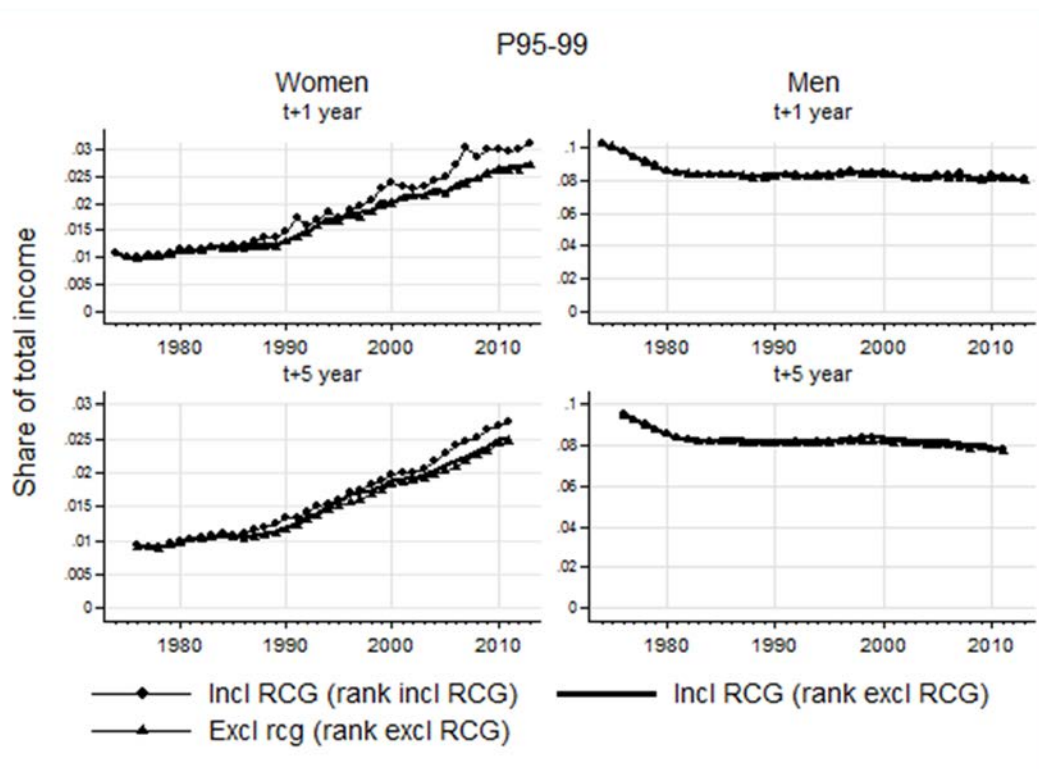 P95-99
Women
t+1 year
Men
t+1 year
Share of total income
.03
.025
.02
.015
.01
.005
0
1980 1990 2000 2010
.1
.08
.06
.04
.02
0
1980 1990 2000 2010
t+5 year
t+5 year
.03
.025
.02
.015
.01
.005
0
1980 1990 2000 2010
.1
.08
.06
.04
.02
0
1980 1990 2000 2010
Incl RCG (rank incl RCG)
Incl RCG (rank excl RCG)
Excl rcg (rank excl RCG)